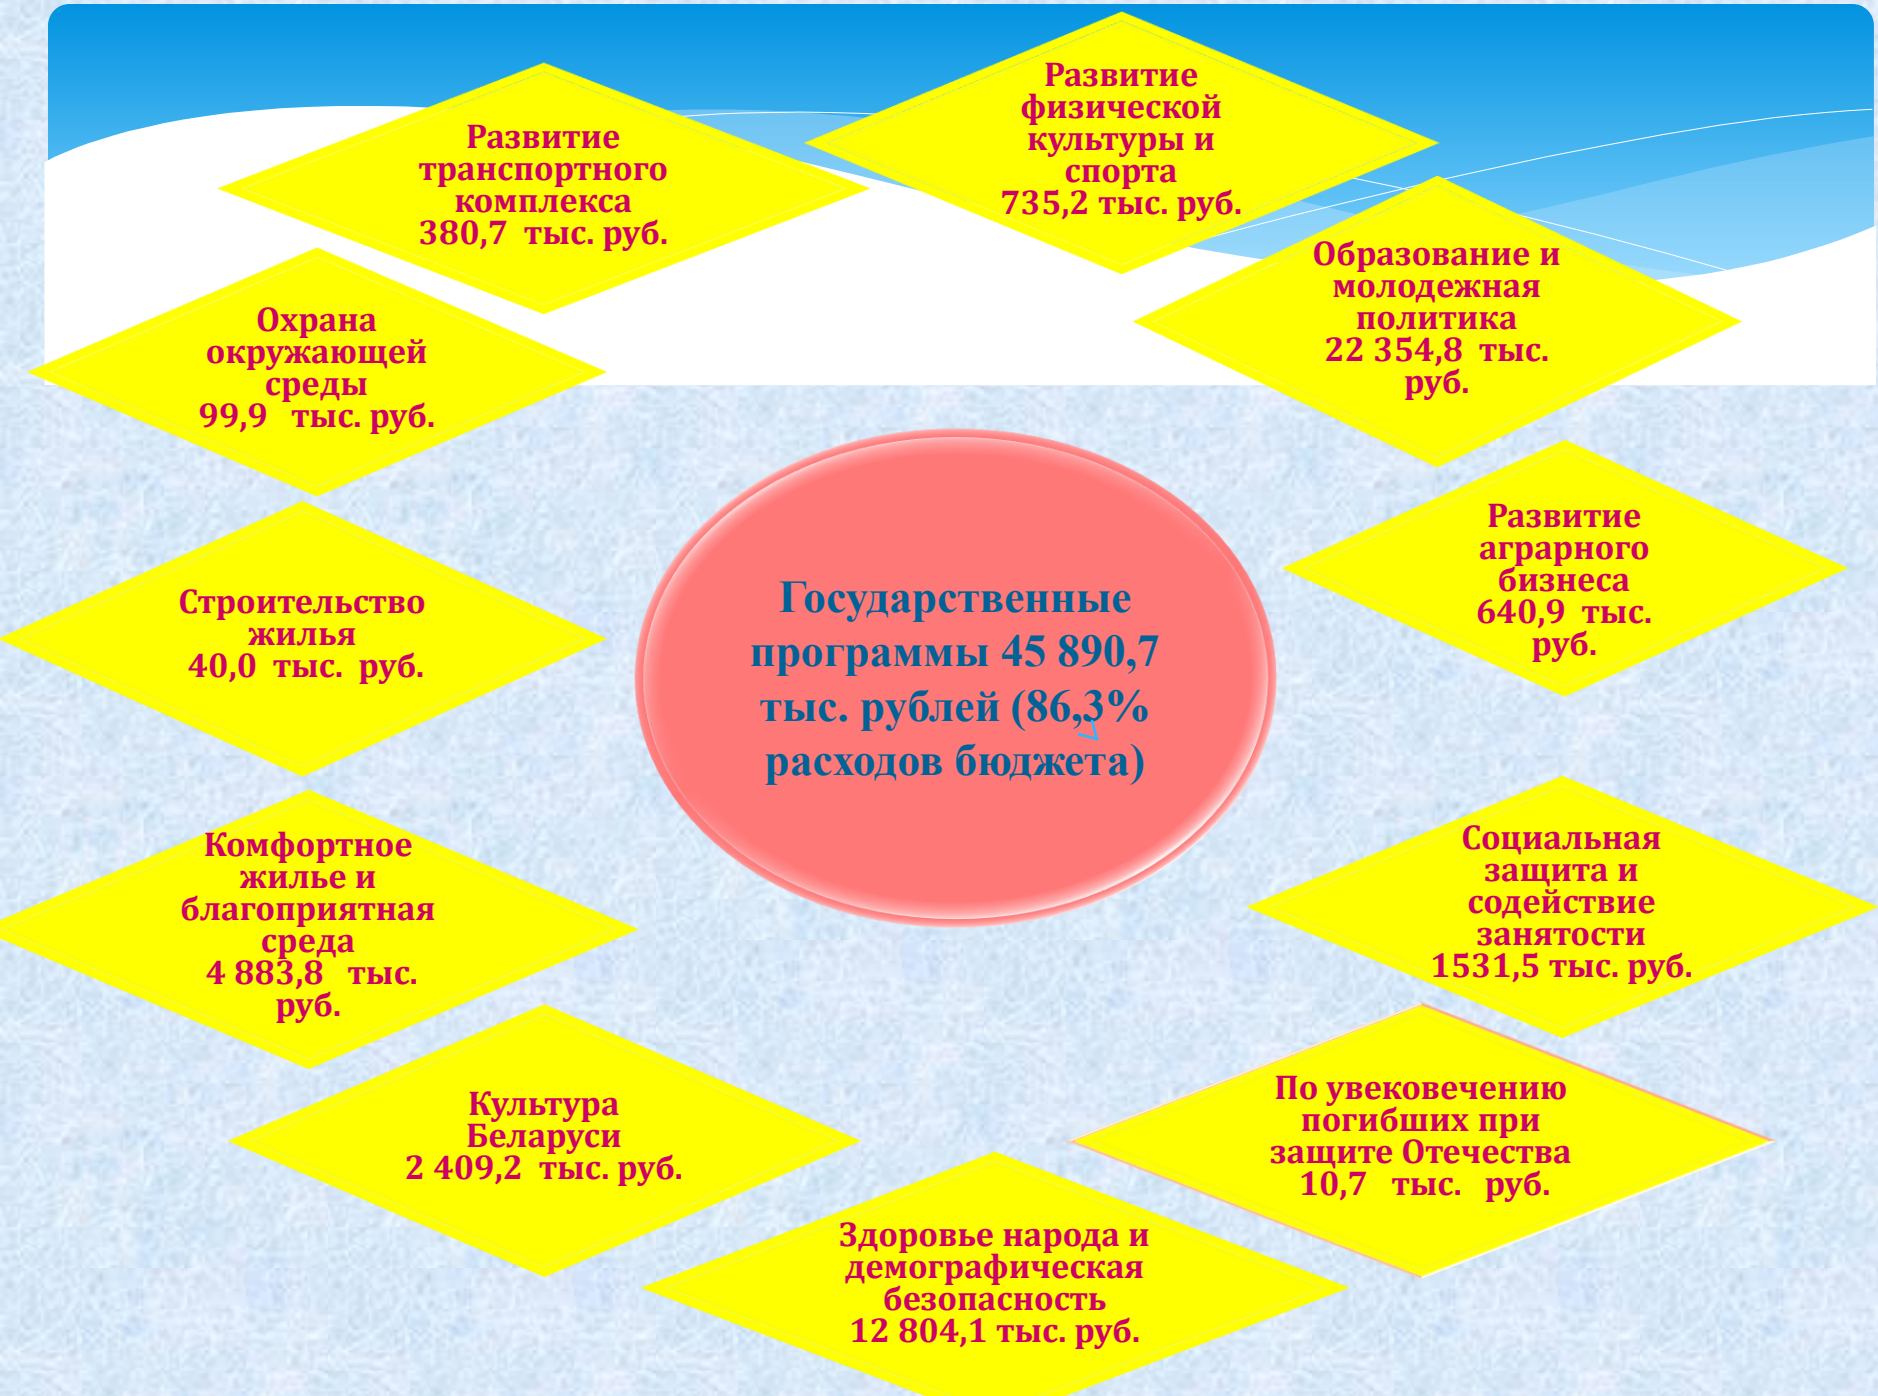 Развитие
физической
культуры и
спорта
735,2 тыс. руб.
Развитие
транспортного
комплекса
380,7 тыс. руб.
Образование и
молодежная
политика
22 354,8 тыс.
руб.
Охрана
окружающей
среды
99,9 тыс. руб.
Развитие
аграрного
бизнеса
640,9 тыс.
руб.
Строительство
жилья
40,0 тыс. руб.
Государственные
программы 45 890,7
тыс. рублей (86,3%
расходов бюджета)
Комфортное
жилье и
благоприятная
среда
4 883,8 тыс.
руб.
Социальная
защита и
содействие
занятости
1531,5 тыс. руб.
Культура
Беларуси
2 409,2 тыс. руб.
По увековечению
погибших при
защите Отечества
10,7 тыс. руб.
Здоровье народа и
демографическая
безопасность
12 804,1 тыс. руб.